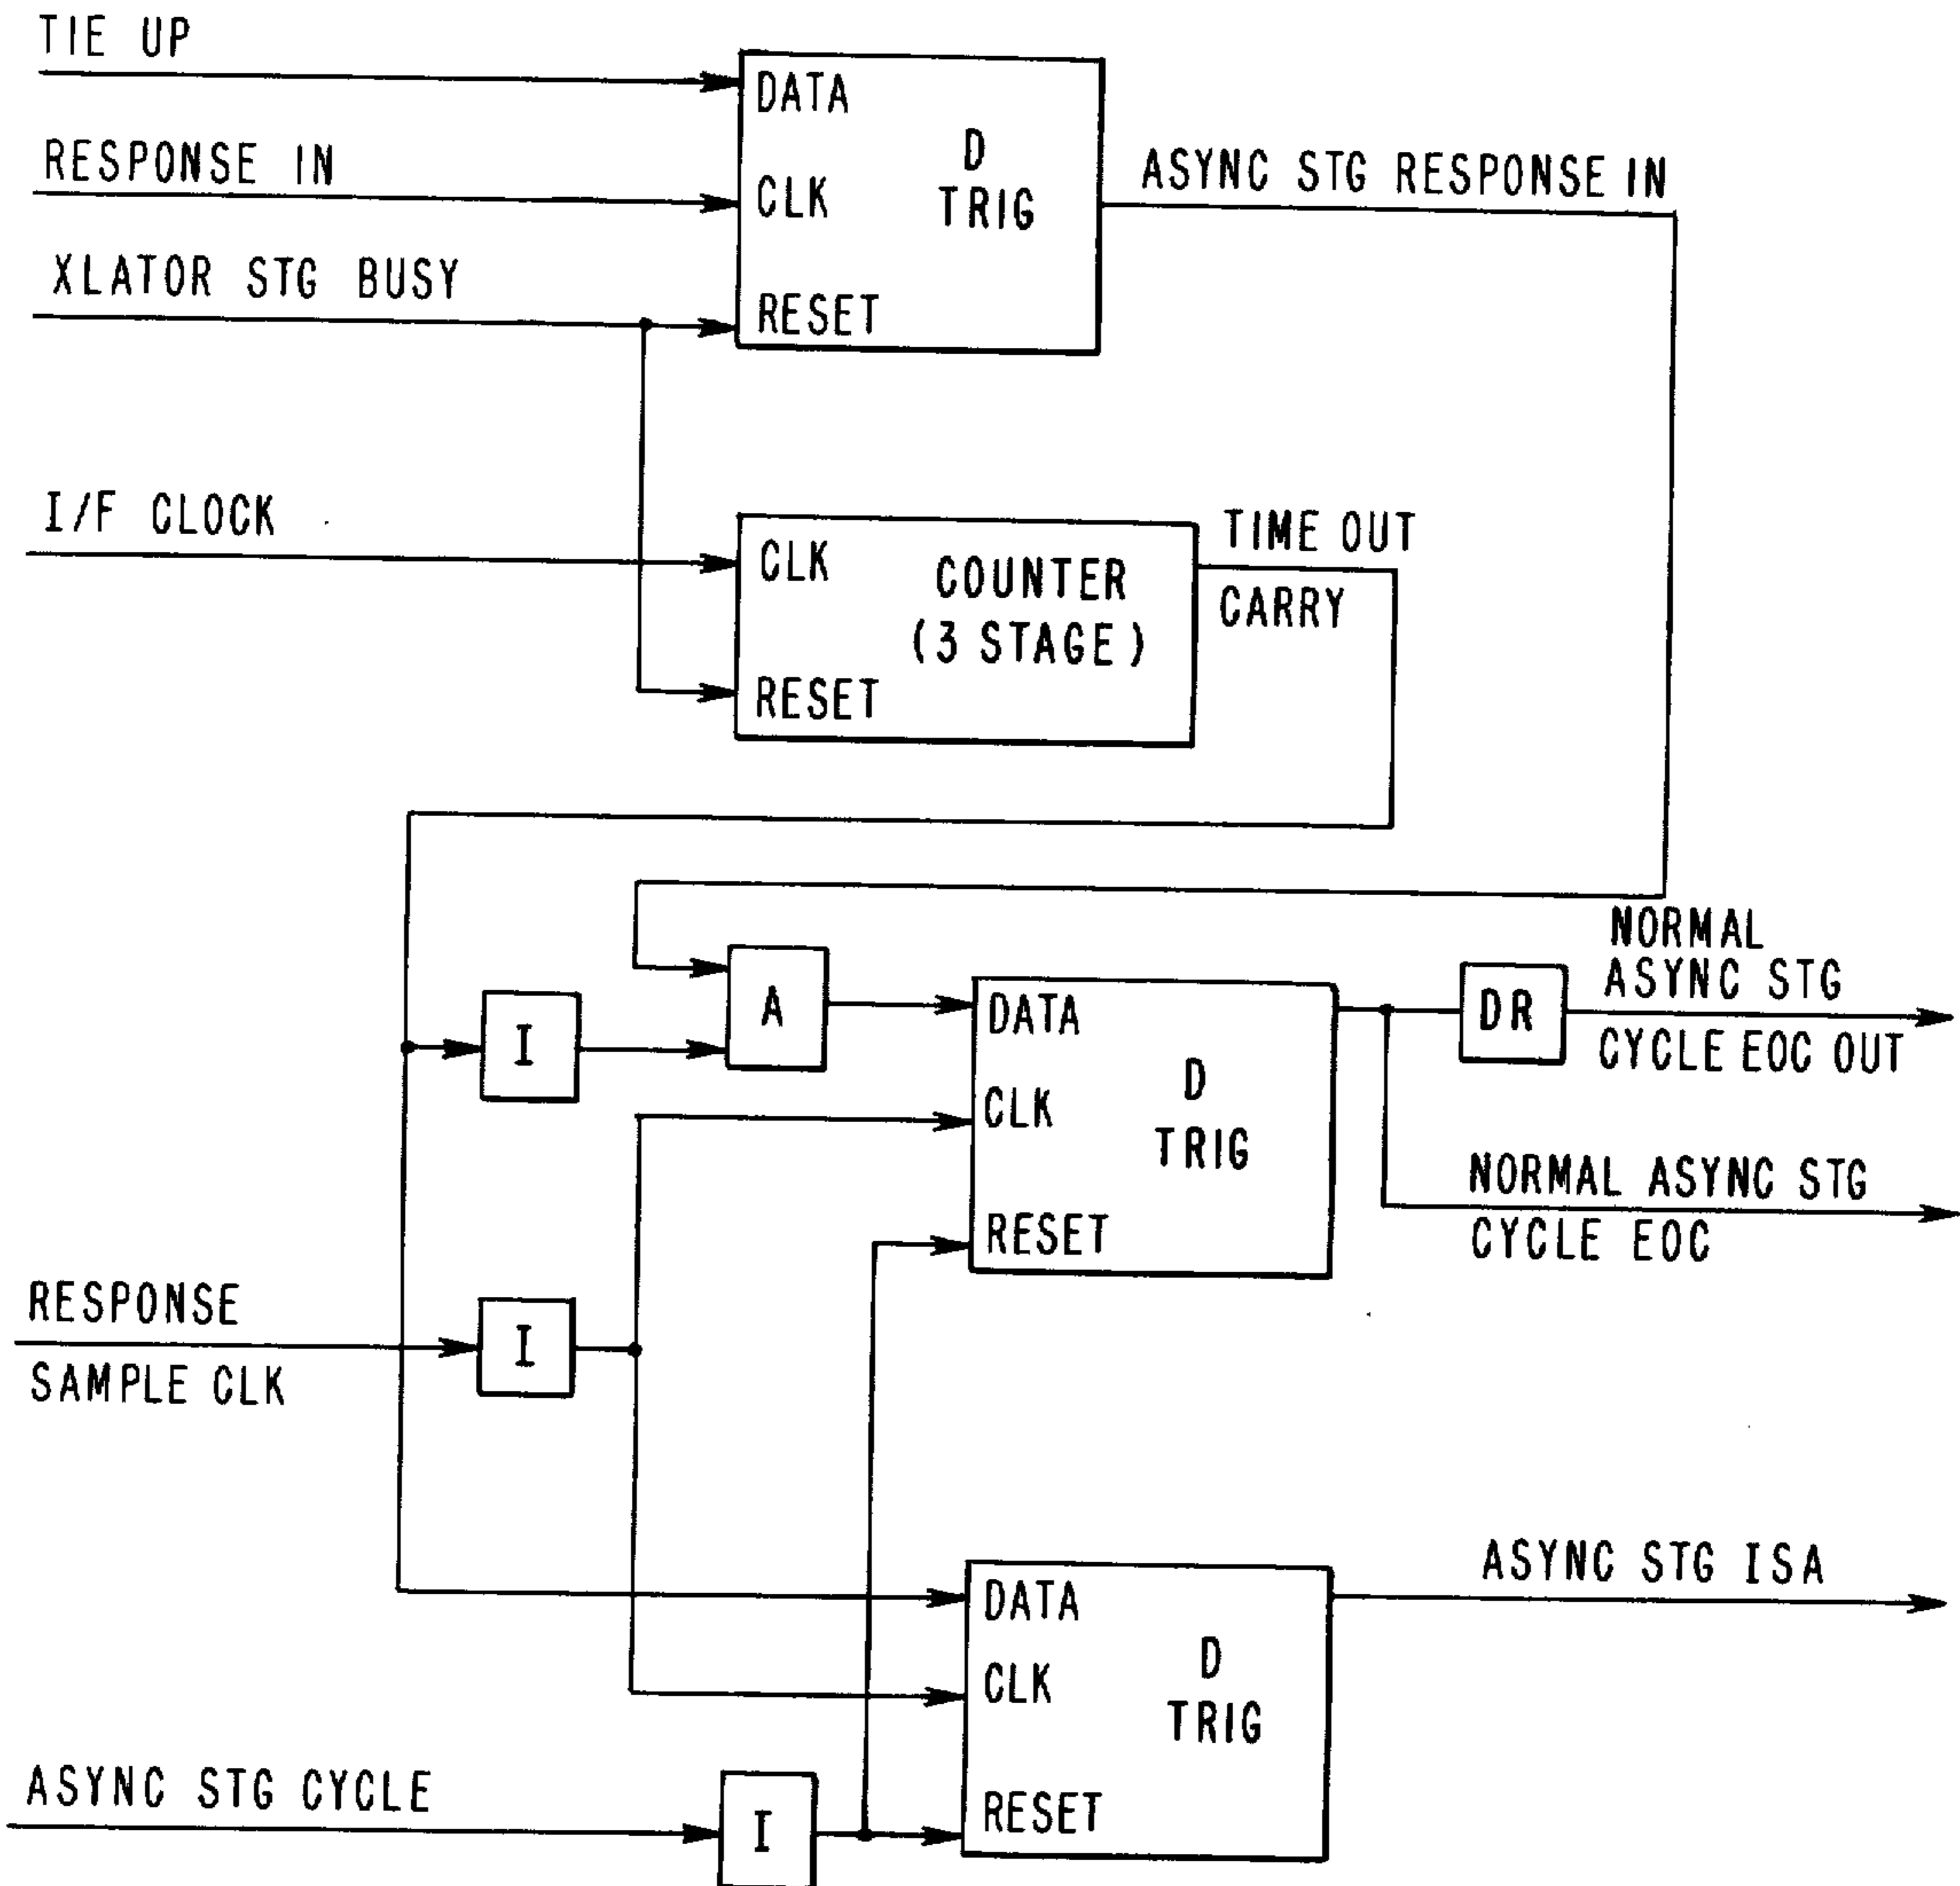 TIE UP
RESPONSE IN
XLATOR STG BUSY
DATA
CLK
RESET
D
TRIG
ASYNC STG RESPONSE IN
I/F CLOCK
CLK
RESET
COUNTER
(3 STAGE)
TIME OUT
CARRY
I
A
DATA
CLK
RESET
D
TRIG
DR
NORMAL
ASYNC STG
CYCLE EOC OUT
NORMAL ASYNC STG
CYCLE EOC
RESPONSE
SAMPLE CLK
I
DATA
CLK
RESET
D
TRIG
ASYNC STG ISA
ASYNC STG CYCLE
I